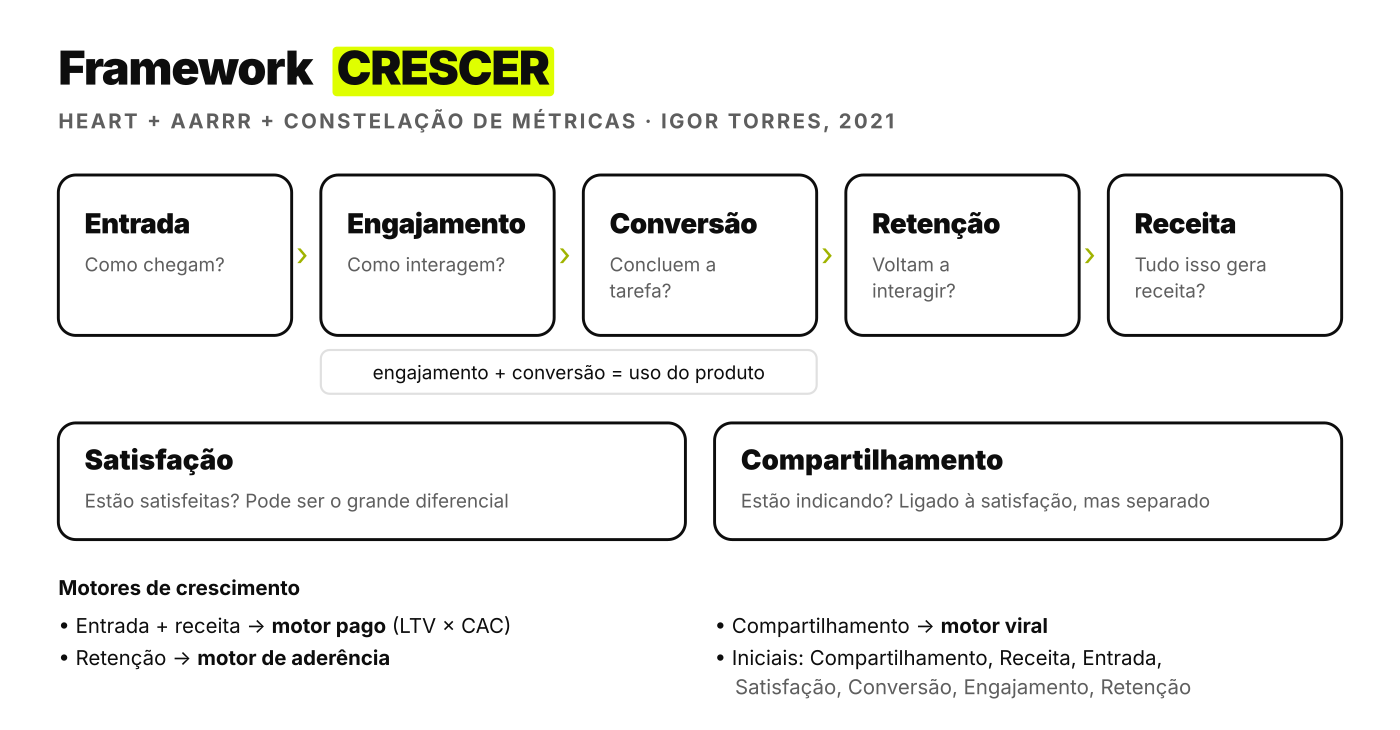 Framework CRESCER
HEART + AARRR + CONSTELAÇÃO DE MÉTRICAS · IGOR TORRES, 2021
Entrada
Como chegam?
›
Engajamento
Como interagem?
›
Conversão
Concluem a
tarefa?
›
Retenção
Voltam a
interagir?
›
Receita
Tudo isso gera
receita?
engajamento + conversão = uso do produto
Satisfação
Estão satisfeitas? Pode ser o grande diferencial
Compartilhamento
Estão indicando? Ligado à satisfação, mas separado
Motores de crescimento
• Entrada + receita → motor pago (LTV × CAC)
• Retenção → motor de aderência
• Compartilhamento → motor viral
• Iniciais: Compartilhamento, Receita, Entrada,
Satisfação, Conversão, Engajamento, Retenção